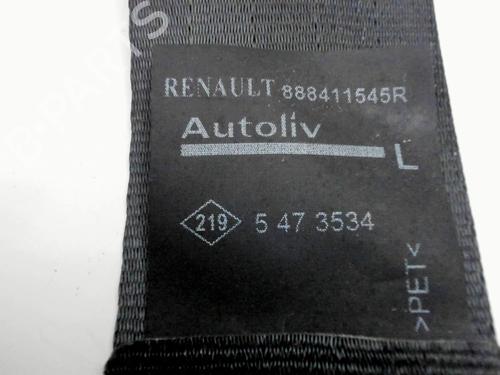 RENAULT 888411545R
Autoliv
L
219 5 47 3534
>PET<